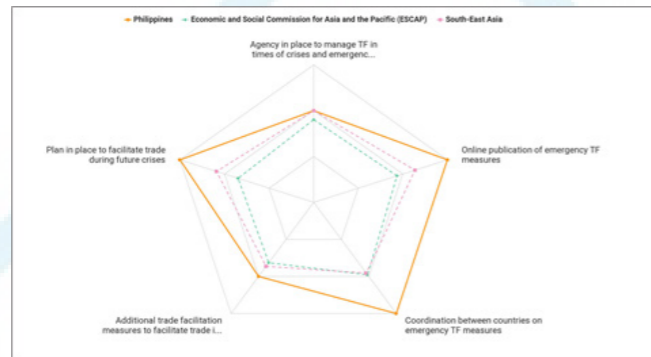 Philippines Economic and Social Commission for Asia and the Pacific (ESCAP) South-East Asia
Agency in place to manage TF in
times of crises and emergenc...
Plan in place to facilitate trade
during future crises
Online publication of emergency TF
measures
Additional trade facilitation
measures to facilitate trade i...
Coordination between countries on
emergency TF measures